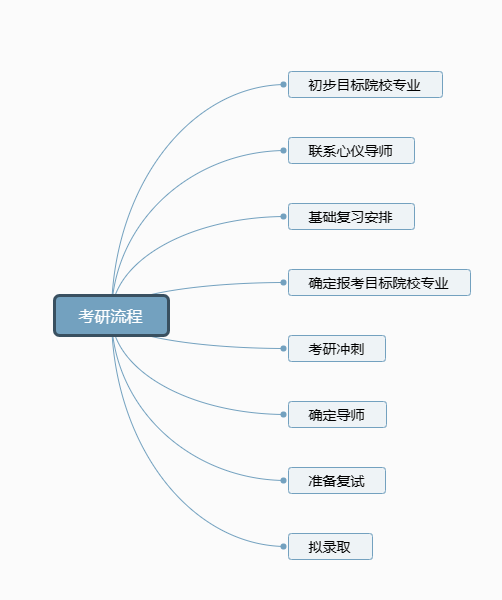 初步目标院校专业
联系心仪导师
基础复习安排
确定报考目标院校专业
考研流程
考研冲刺
确定导师
准备复试
拟录取